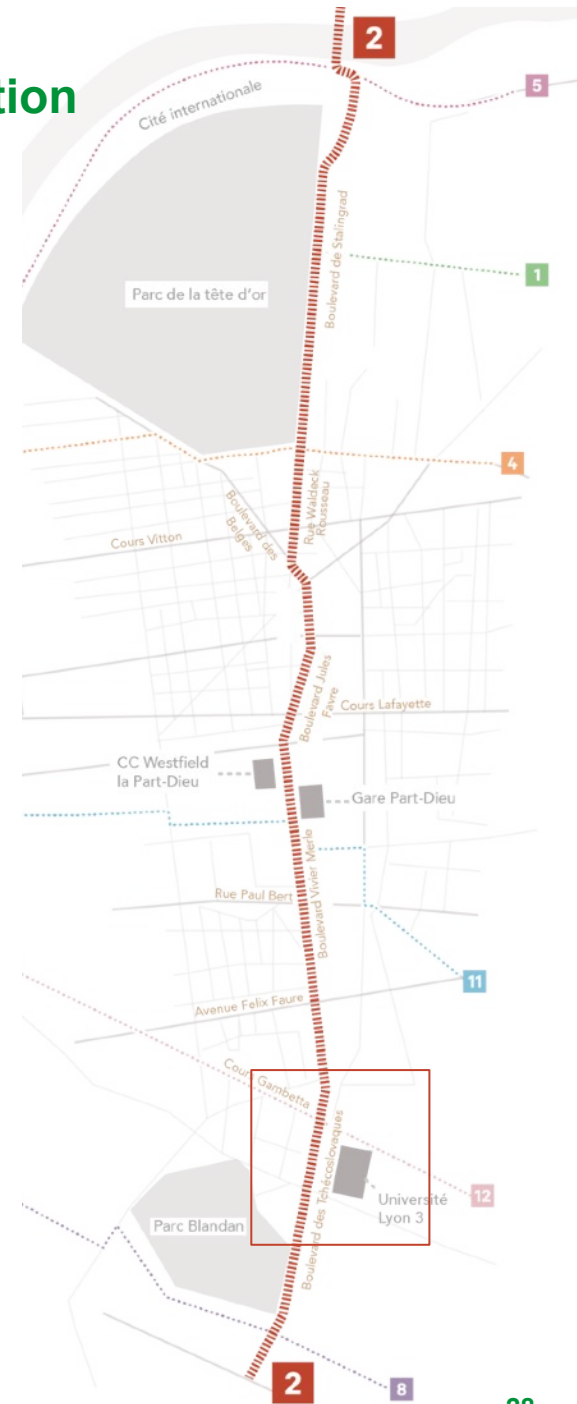 2
tion
5
Cité internationale
Boulevard de Stalingrad
1
Parc de la tête d'or
4
Rue Waldeck
Rousseau
Boulevard des
Belges
Cours Vitton
Boulevard Jules
Favre
Cours Lafayette
CC Westfield
la Part-Dieu
Gare Part-Dieu
Boulevard Vivier Merle
Rue Paul Bert
11
Avenue Felix Faure
Cours Gambetta
Boulevard des Tchécoslovaques
12
Université
Lyon 3
Parc Blandan
2
8